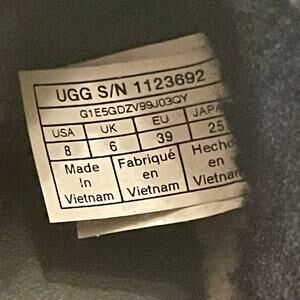 UGG S/N 1123692
G1E5GDZV99J03QY
USA UK EU JAPA
8 6 39 25
Made Fabriqué Hecho
In en en
Vietnam Vietnam Vietnam